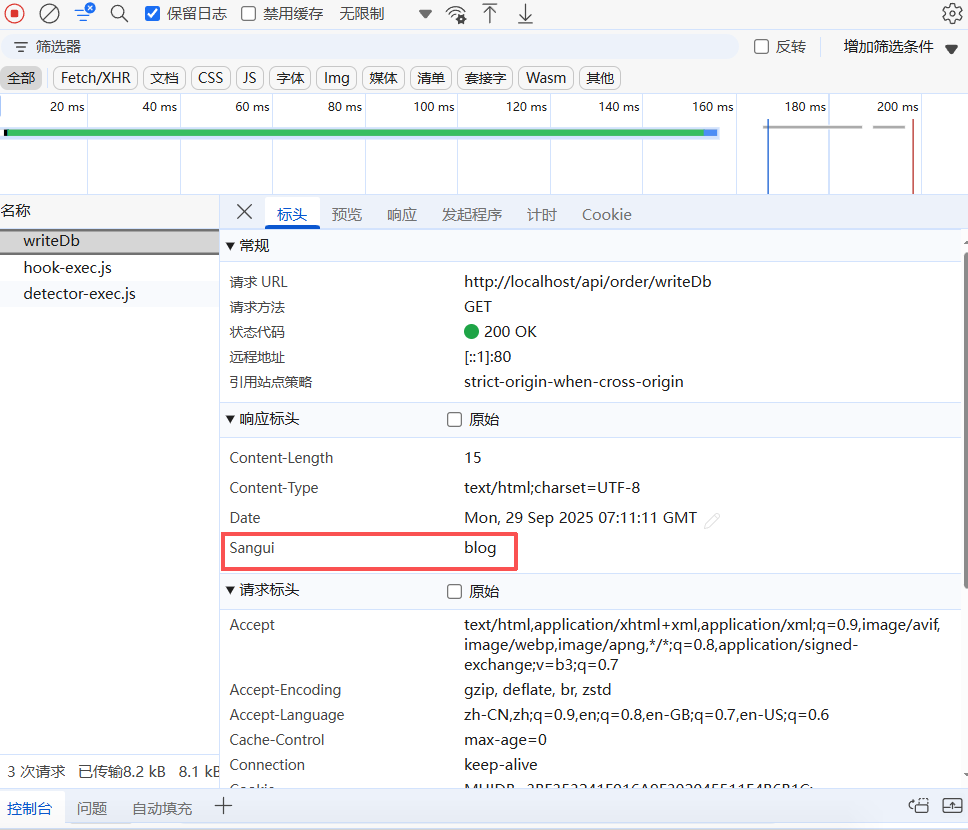 保留日志 禁用缓存 无限制
筛选器 反转 增加筛选条件
全部 Fetch/XHR 文档 CSS JS 字体 Img 媒体 清单 套接字 Wasm 其他
20 ms 40 ms 60 ms 80 ms 100 ms 120 ms 140 ms 160 ms 180 ms 200 ms
名称 标头 预览 响应 发起程序 计时 Cookie
writeDb
hook-exec.js
detector-exec.js
常规
请求 URL http://localhost/api/order/writeDb
请求方法 GET
状态代码 200 OK
远程地址 [::1]:80
引用站点策略 strict-origin-when-cross-origin
响应标头 原始
Content-Length 15
Content-Type text/html;charset=UTF-8
Date Mon, 29 Sep 2025 07:11:11 GMT
Sangui blog
请求标头 原始
Accept text/html,application/xhtml+xml,application/xml;q=0.9,image/avif,
image/webp,image/apng,*/*;q=0.8,application/signed-
exchange;v=b3;q=0.7
Accept-Encoding gzip, deflate, br, zstd
Accept-Language zh-CN,zh;q=0.9,en;q=0.8,en-GB;q=0.7,en-US;q=0.6
Cache-Control max-age=0
Connection keep-alive
3 次请求 已传输8.2 kB 8.1 kB
控制台 问题 自动填充